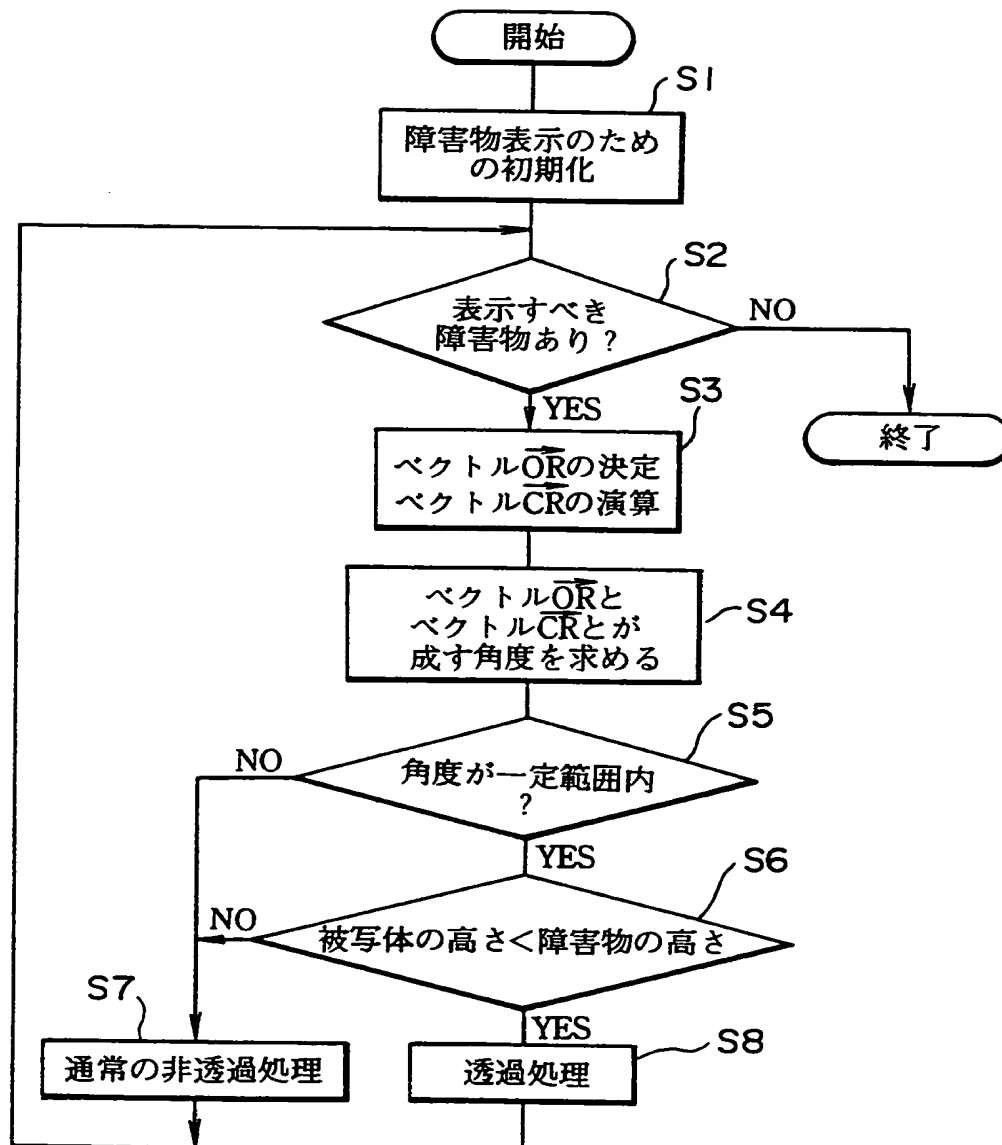 開始
S1
障害物表示のため
の初期化
S2
表示すべき
障害物あり?
NO
YES
終了
S3
ベクトルORの決定
ベクトルCRの演算
S4
ベクトルORと
ベクトルCRとが
成す角度を求める
S5
角度が一定範囲内
?
NO
YES
S6
被写体の高さ<障害物の高さ
NO
YES
S7
通常の非透過処理
S8
透過処理